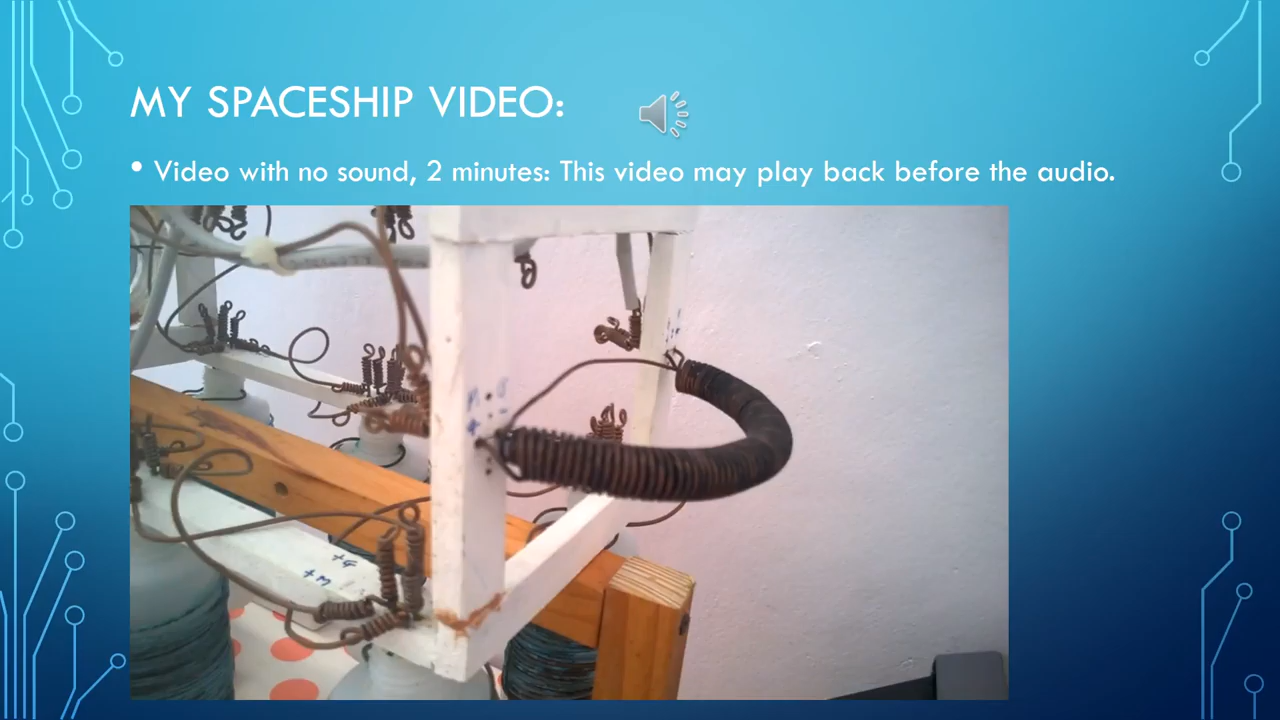 MY SPACESHIP VIDEO:
• Video with no sound, 2 minutes: This video may play back before the audio.
+G
+M